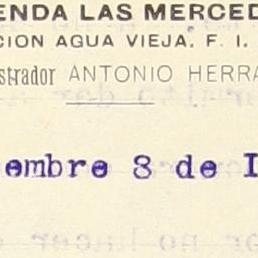 ENDA LAS MERCED
CION AGUA VIEJA, F. I.
strador ANTONIO HERRA
embre 8 de I